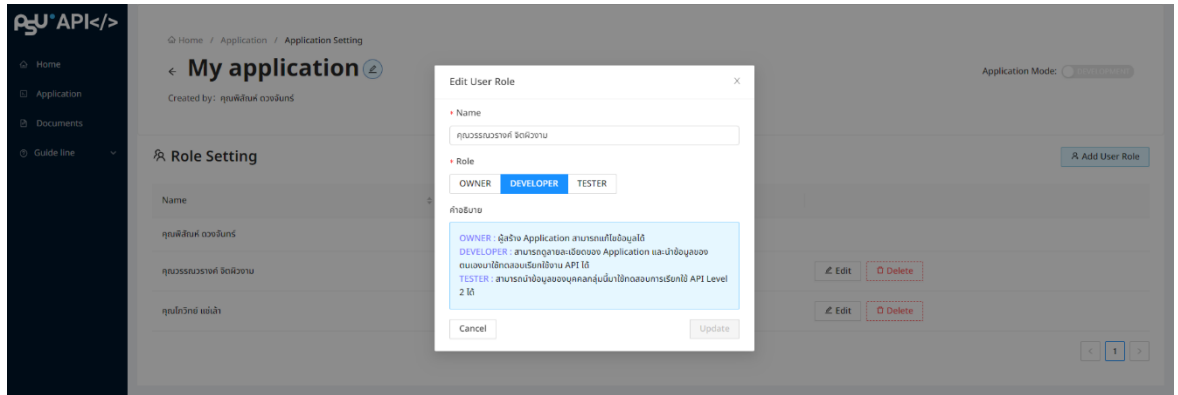 PSU API</>
Home
Application
Documents
Guide line
Home / Application / Application Setting
My application
Created by: คุณพิสัณห์ ดวงจันทร์
Application Mode:
Role Setting
Add User Role
Name
คุณพิสัณห์ ดวงจันทร์
คุณวรรณวรางค์ จิตผิวงาม
Edit Delete
คุณโกวิทย์ แซ่เล้า
Edit Delete
< 1 >
Edit User Role
* Name
คุณวรรณวรางค์ จิตผิวงาม
* Role
OWNER DEVELOPER TESTER
คำอธิบาย
OWNER : ผู้สร้าง Application สามารถแก้ไขข้อมูลได้
DEVELOPER : สามารถดูลายละเอียดของ Application และนำข้อมูลของ
ตนเองมาใช้ทดสอบเรียกใช้งาน API ได้
TESTER : สามารถนำข้อมูลของบุคคลกลุ่มนี้มาใช้ทดสอบการเรียกใช้ API Level
2 ได้
Cancel Update